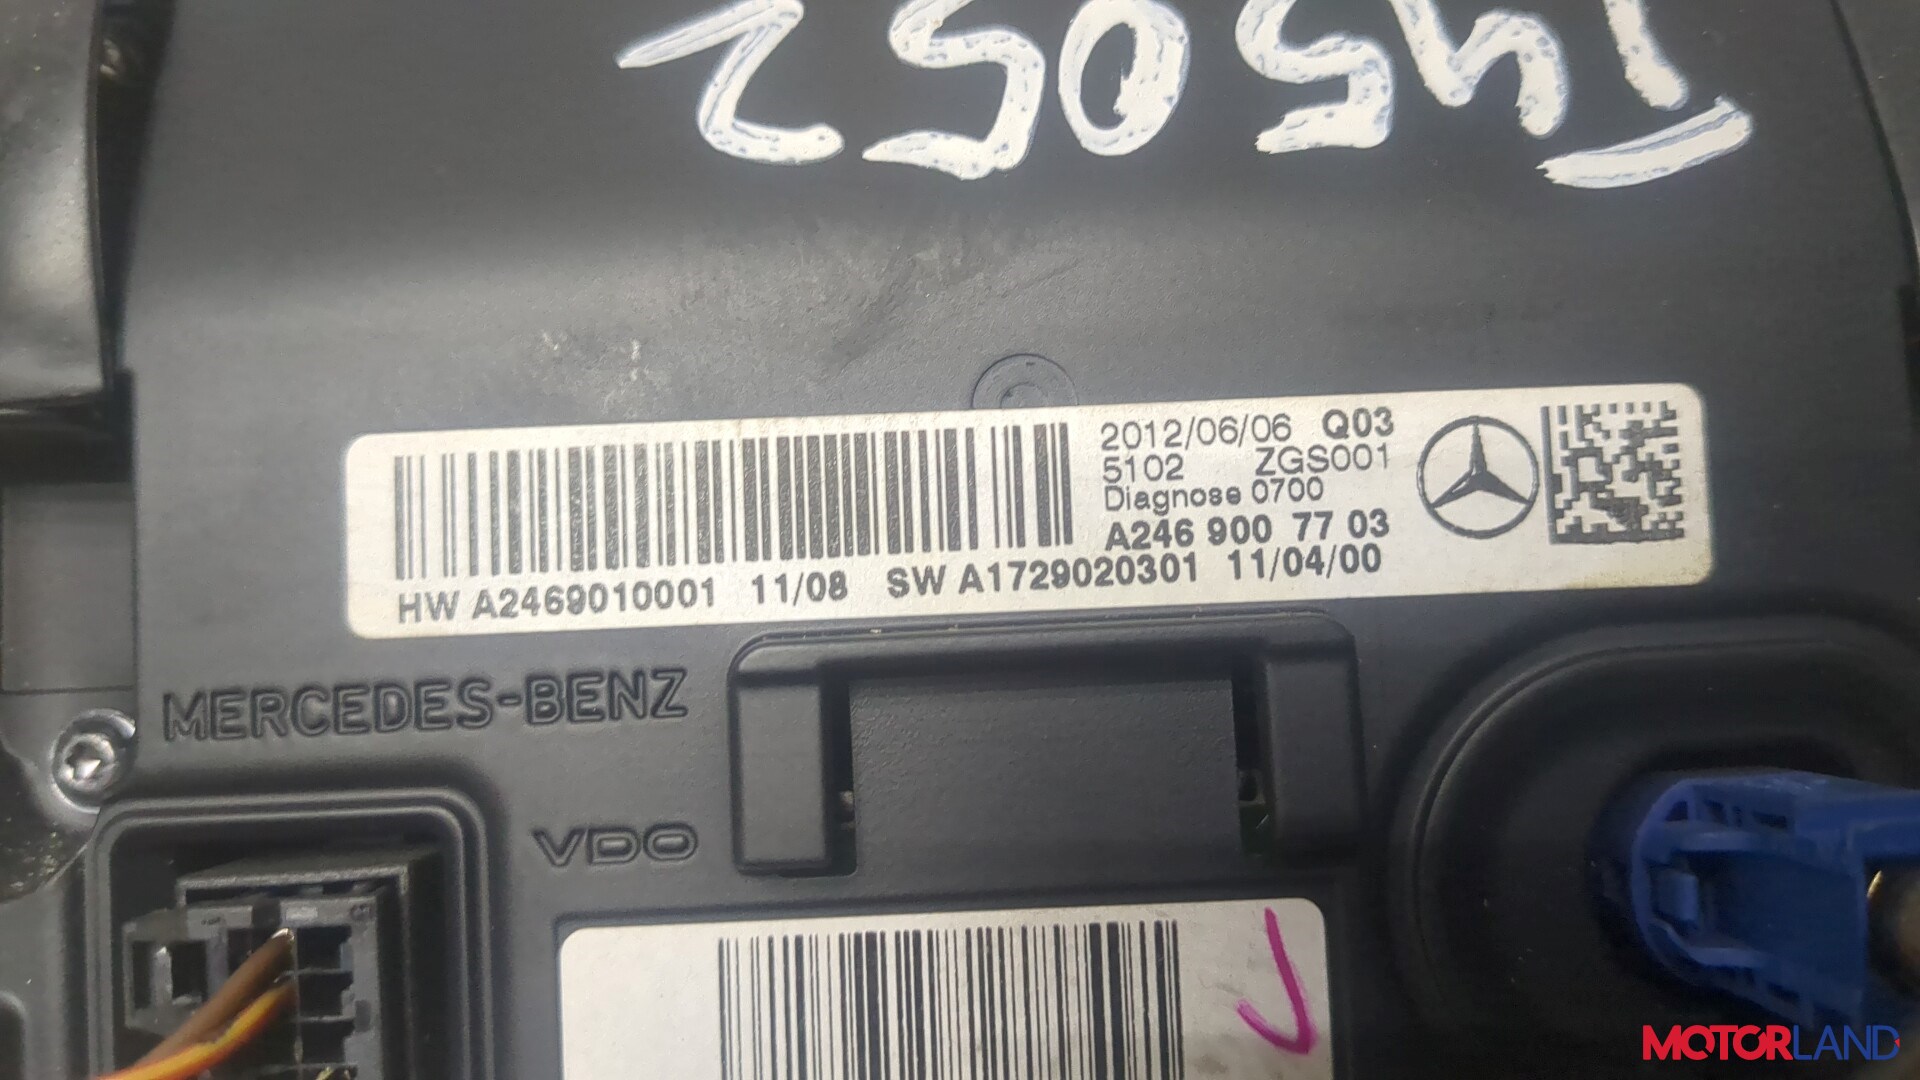 T45052
2012/06/06 Q03
5102 ZGS001
Diagnose 0700
A246 900 77 03
HW A2469010001 11/08 SW A1729020301 11/04/00
MERCEDES-BENZ
VDO
MOTORLAND